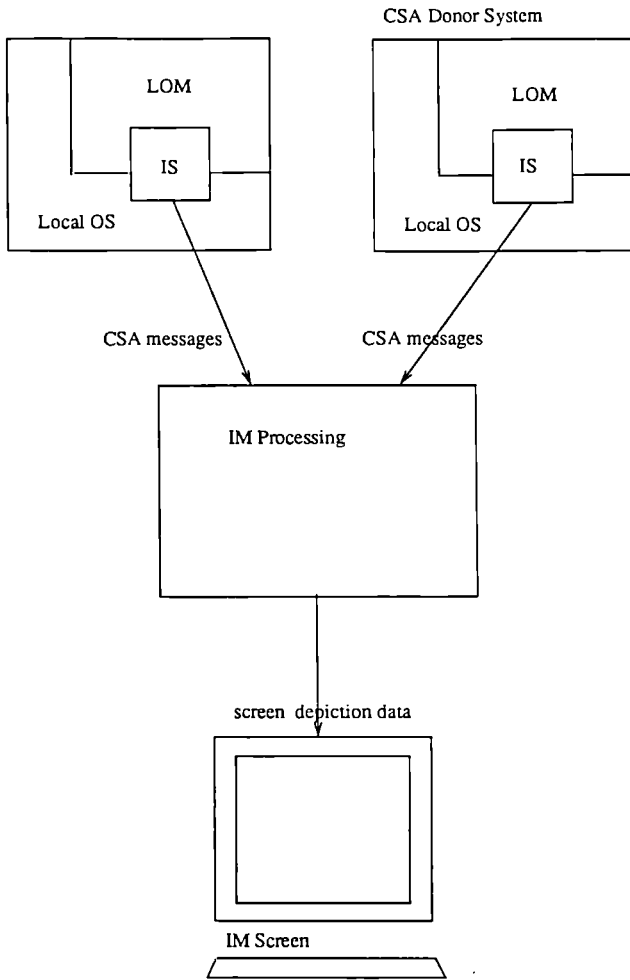 CSA Donor System
LOM
LOM
IS
IS
Local OS
Local OS
CSA messages
CSA messages
IM Processing
screen depiction data
IM Screen